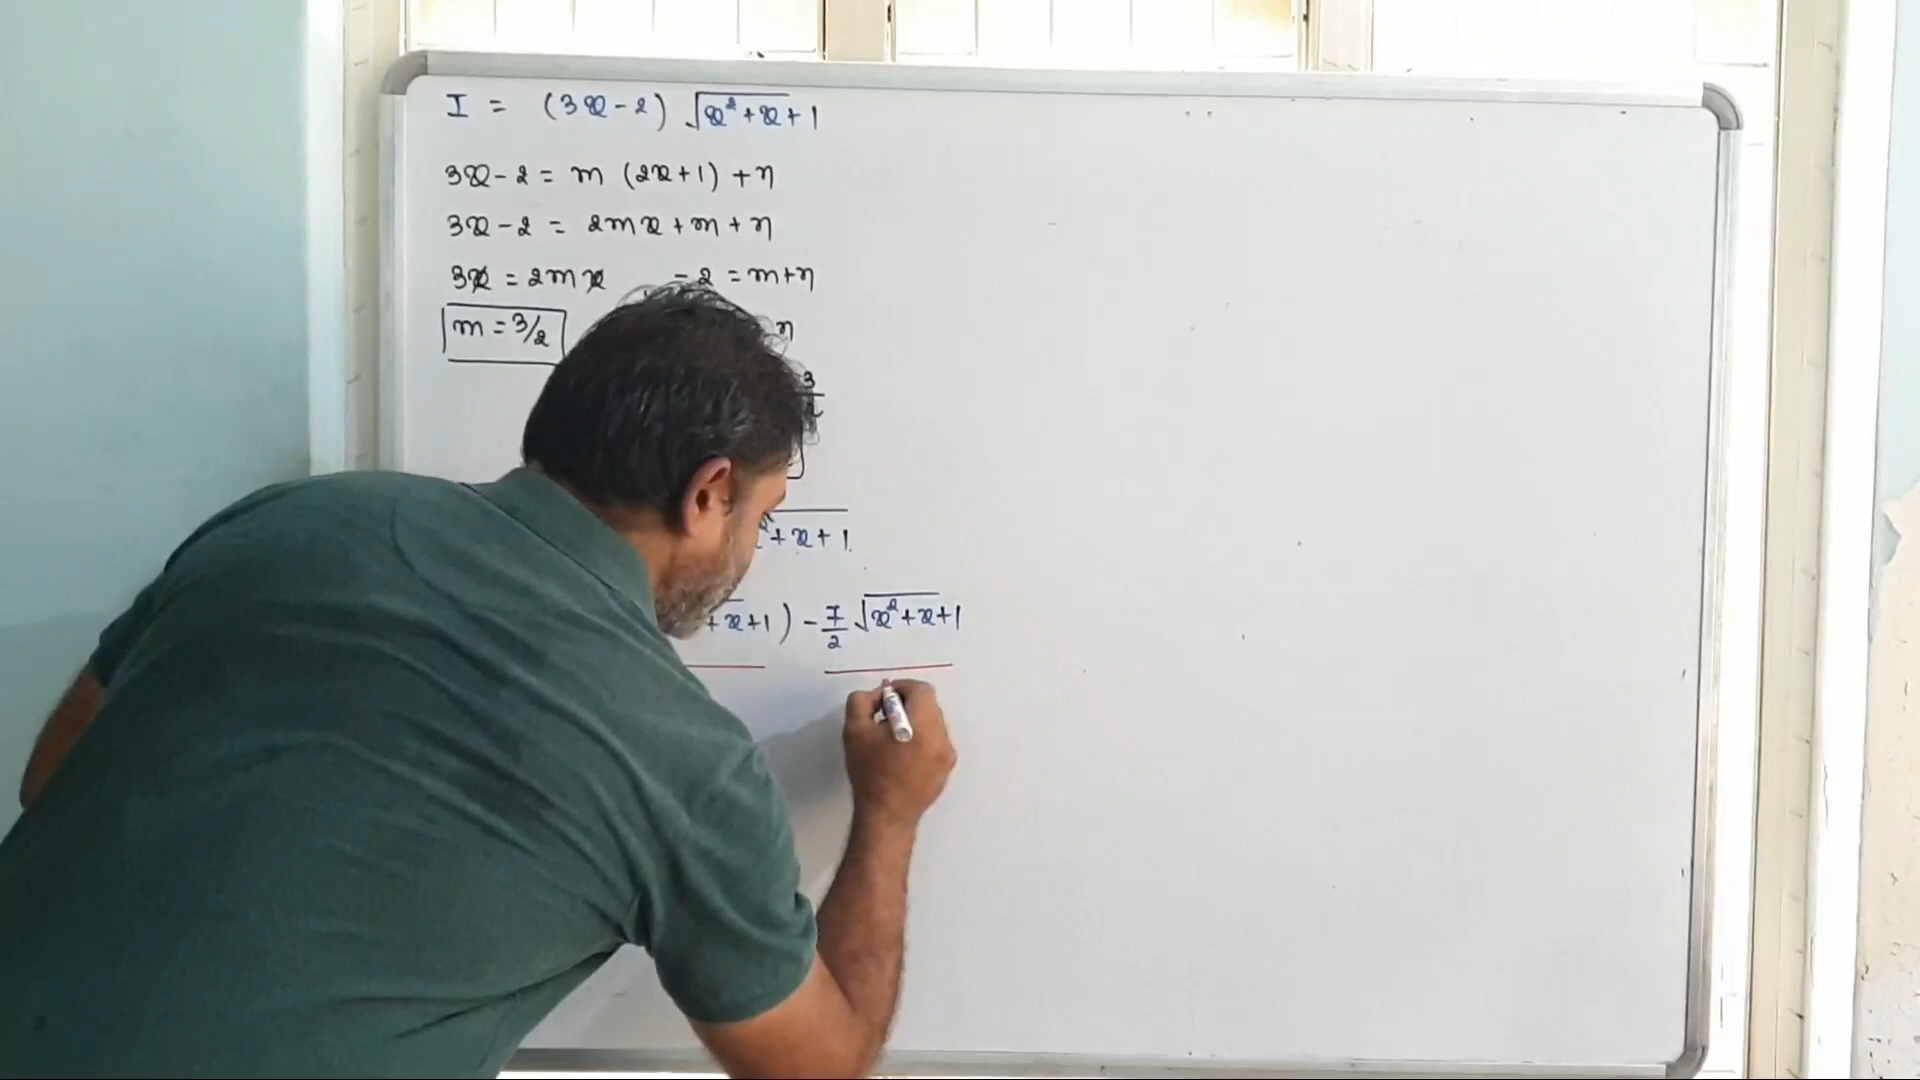 I = (3x-2) √x²+x+1
3x-2 = m (2x+1) + n
3x-2 = 2mx + m + n
3x = 2mx -2 = m+n
m = 3/2 n
3
+ x + 1
+ x + 1) - 7/2 √x²+x+1